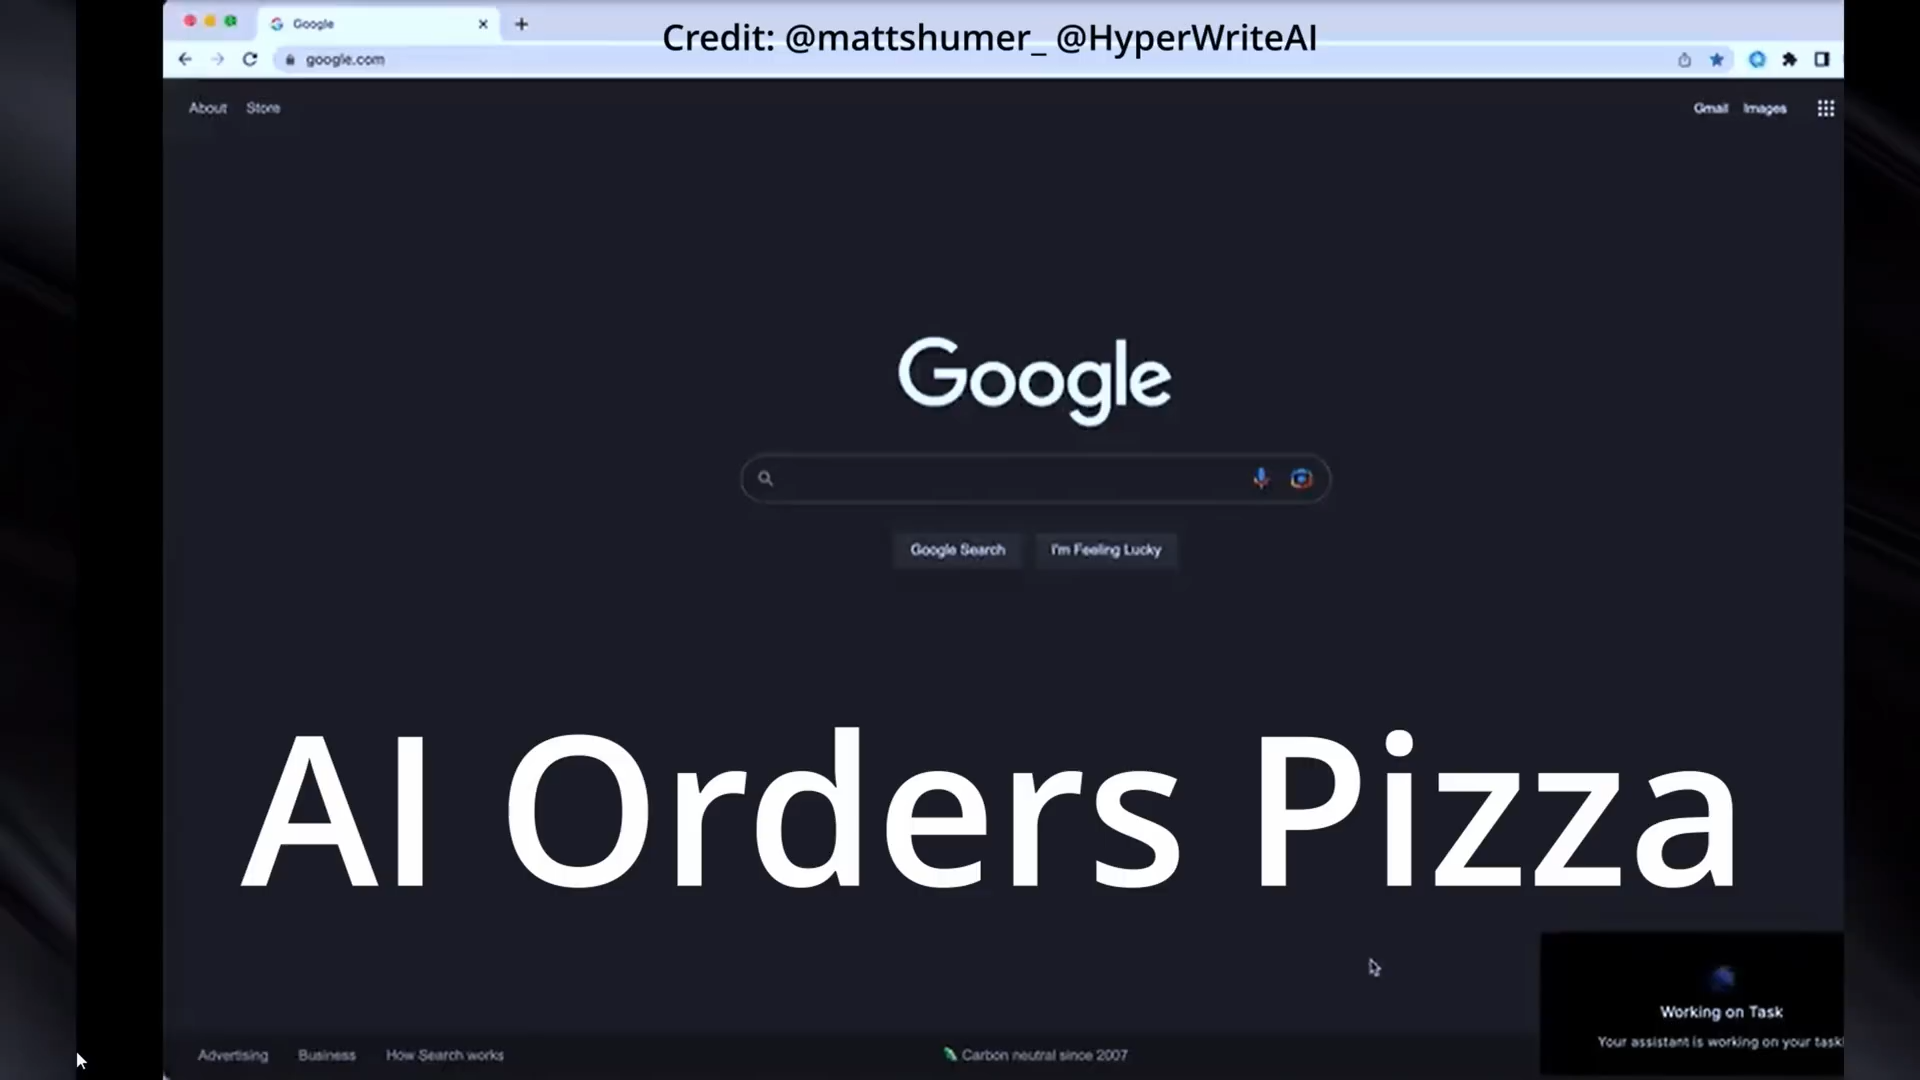 Google
Credit: @mattshumer_ @HyperWriteAI
google.com
About Store
Gmail Images
Google
Google Search I'm Feeling Lucky
AI Orders Pizza
Working on Task
Your assistant is working on your task
Advertising Business How Search works
Carbon neutral since 2007